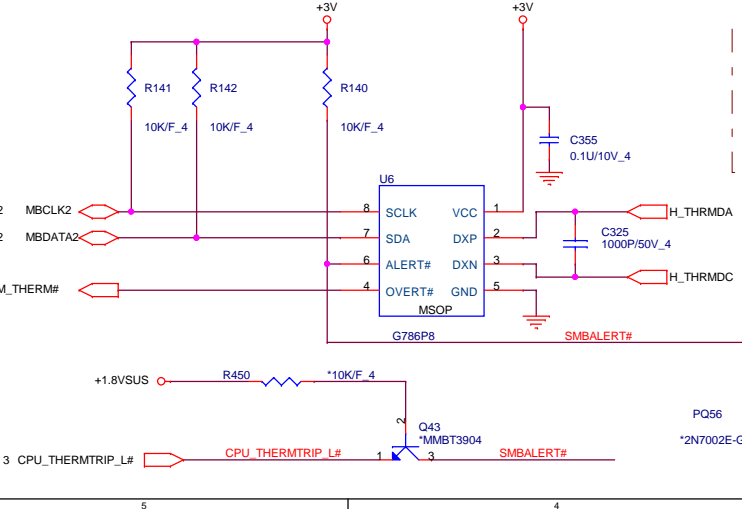 +3V
+3V
R141
R142
R140
10K/F_4
10K/F_4
10K/F_4
C355
0.1U/10V_4
U6
2 MBCLK2
8
SCLK
VCC
1
H_THRMDA
2 MBDATA2
7
SDA
DXP
2
C325
1000P/50V_4
6
ALERT#
DXN
3
H_THRMDC
M_THERM#
4
OVERT#
GND
5
MSOP
G786P8
SMBALERT#
+1.8VSUS
R450
*10K/F_4
2
Q43
*MMBT3904
PQ56
*2N7002E-G
3 CPU_THERMTRIP_L#
CPU_THERMTRIP_L#
1
3
SMBALERT#
5
4